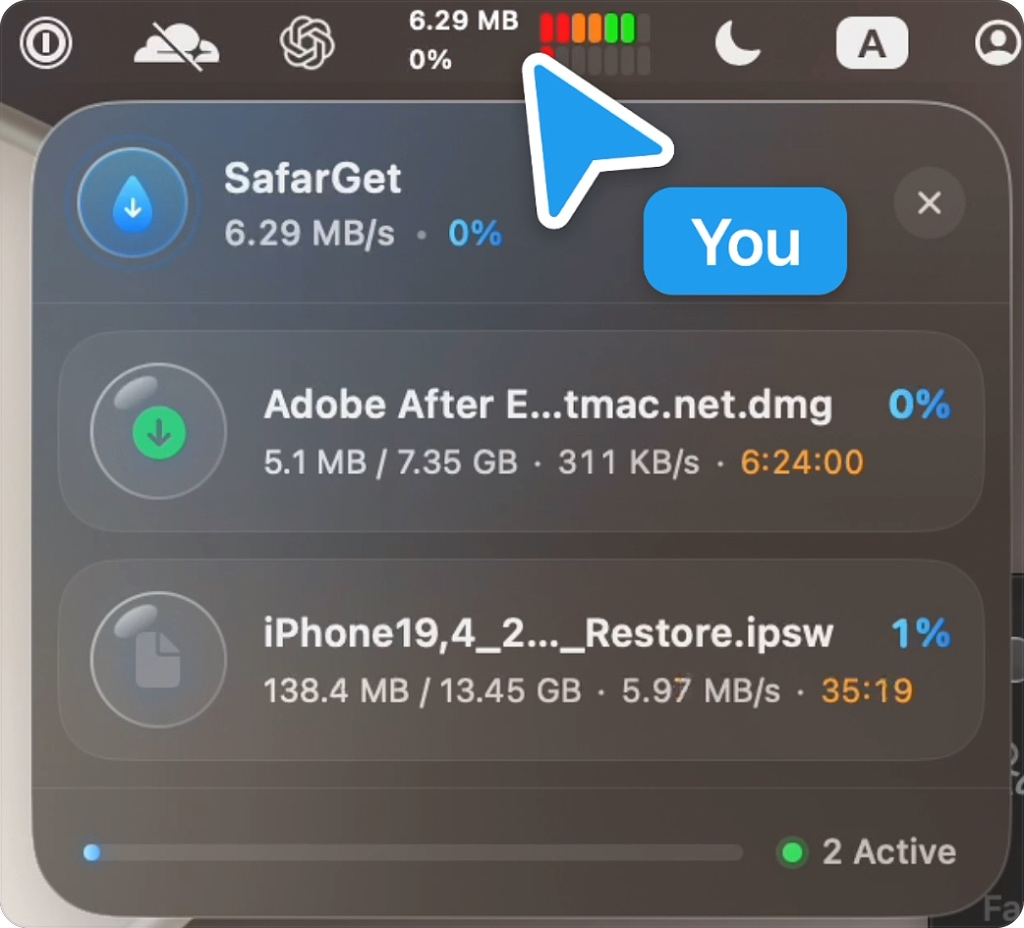 6.29 MB
0%
A
SafarGet
6.29 MB/s • 0%
You
Adobe After E...tmac.net.dmg 0%
5.1 MB / 7.35 GB · 311 KB/s · 6:24:00
iPhone19,4_2..._Restore.ipsw 1%
138.4 MB / 13.45 GB · 5.97 MB/s · 35:19
2 Active
Fa